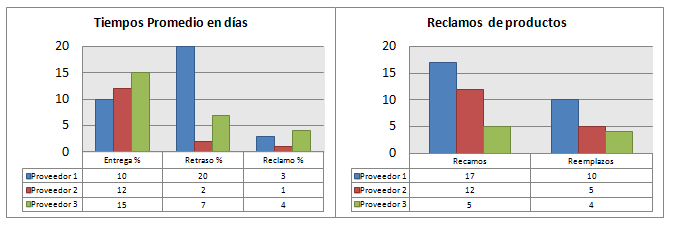 Tiempos Promedio en días
20
15
10
5
0
Entrega % Retraso % Reclamo %
Proveedor 1 10 20 3
Proveedor 2 12 2 1
Proveedor 3 15 7 4
Reclamos de productos
20
15
10
5
0
Recamos Reemplazos
Proveedor 1 17 10
Proveedor 2 12 5
Proveedor 3 5 4